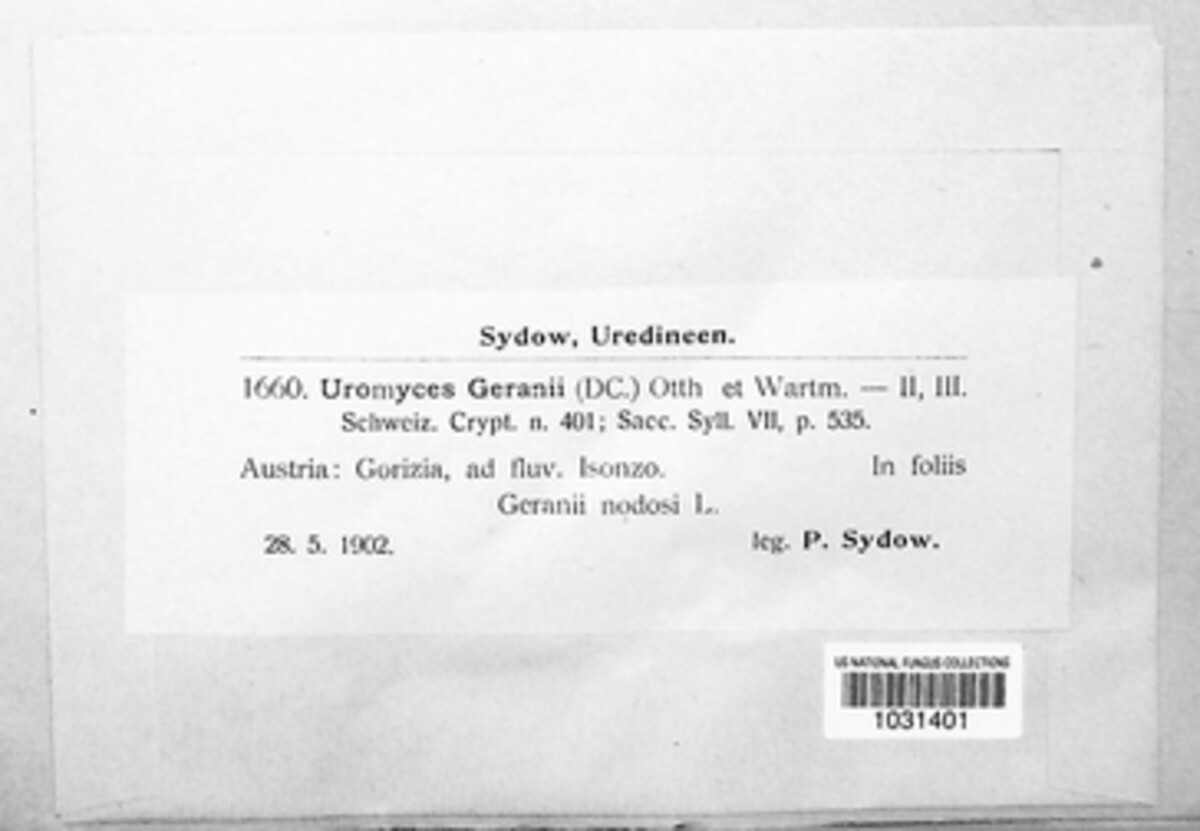 Sydow, Uredineen.
1660. Uromyces Geranii (DC.) Otth et Wartm. — II, III.
Schweiz. Crypt. n. 401; Sacc. Syll. VII, p. 535.
Austria: Gorizia, ad fluv. Isonzo. In foliis
Geranii nodosi L.
28. 5. 1902. leg. P. Sydow.
US NATIONAL FUNGUS COLLECTIONS
1031401